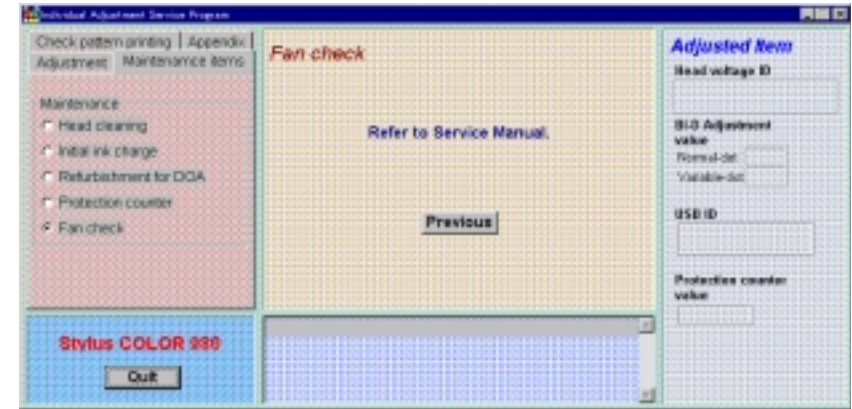 Individual Adjustment Service Program
Check pattern printing
Appendix
Adjustment
Maintenamce items
Maintenance
Head cleaning
Initial ink charge
Refurbishment for DOA
Protection counter
Fan check
Stylus COLOR 980
Quit
Fan check
Refer to Service Manual.
Previous
Adjusted Item
Head voltage ID
Bi-D Adjustment
value
Normal-dot
Variable-dot
USB ID
Protection counter
value